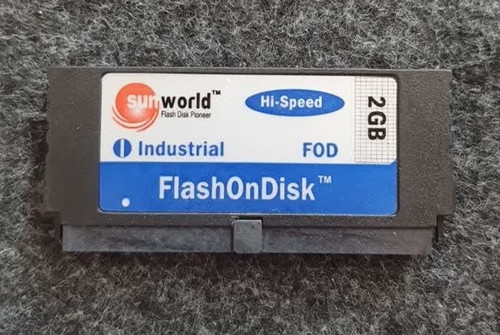 sunworld™
Flash Disk Pioneer
Hi-Speed
2GB
Industrial
FOD
FlashOnDisk™